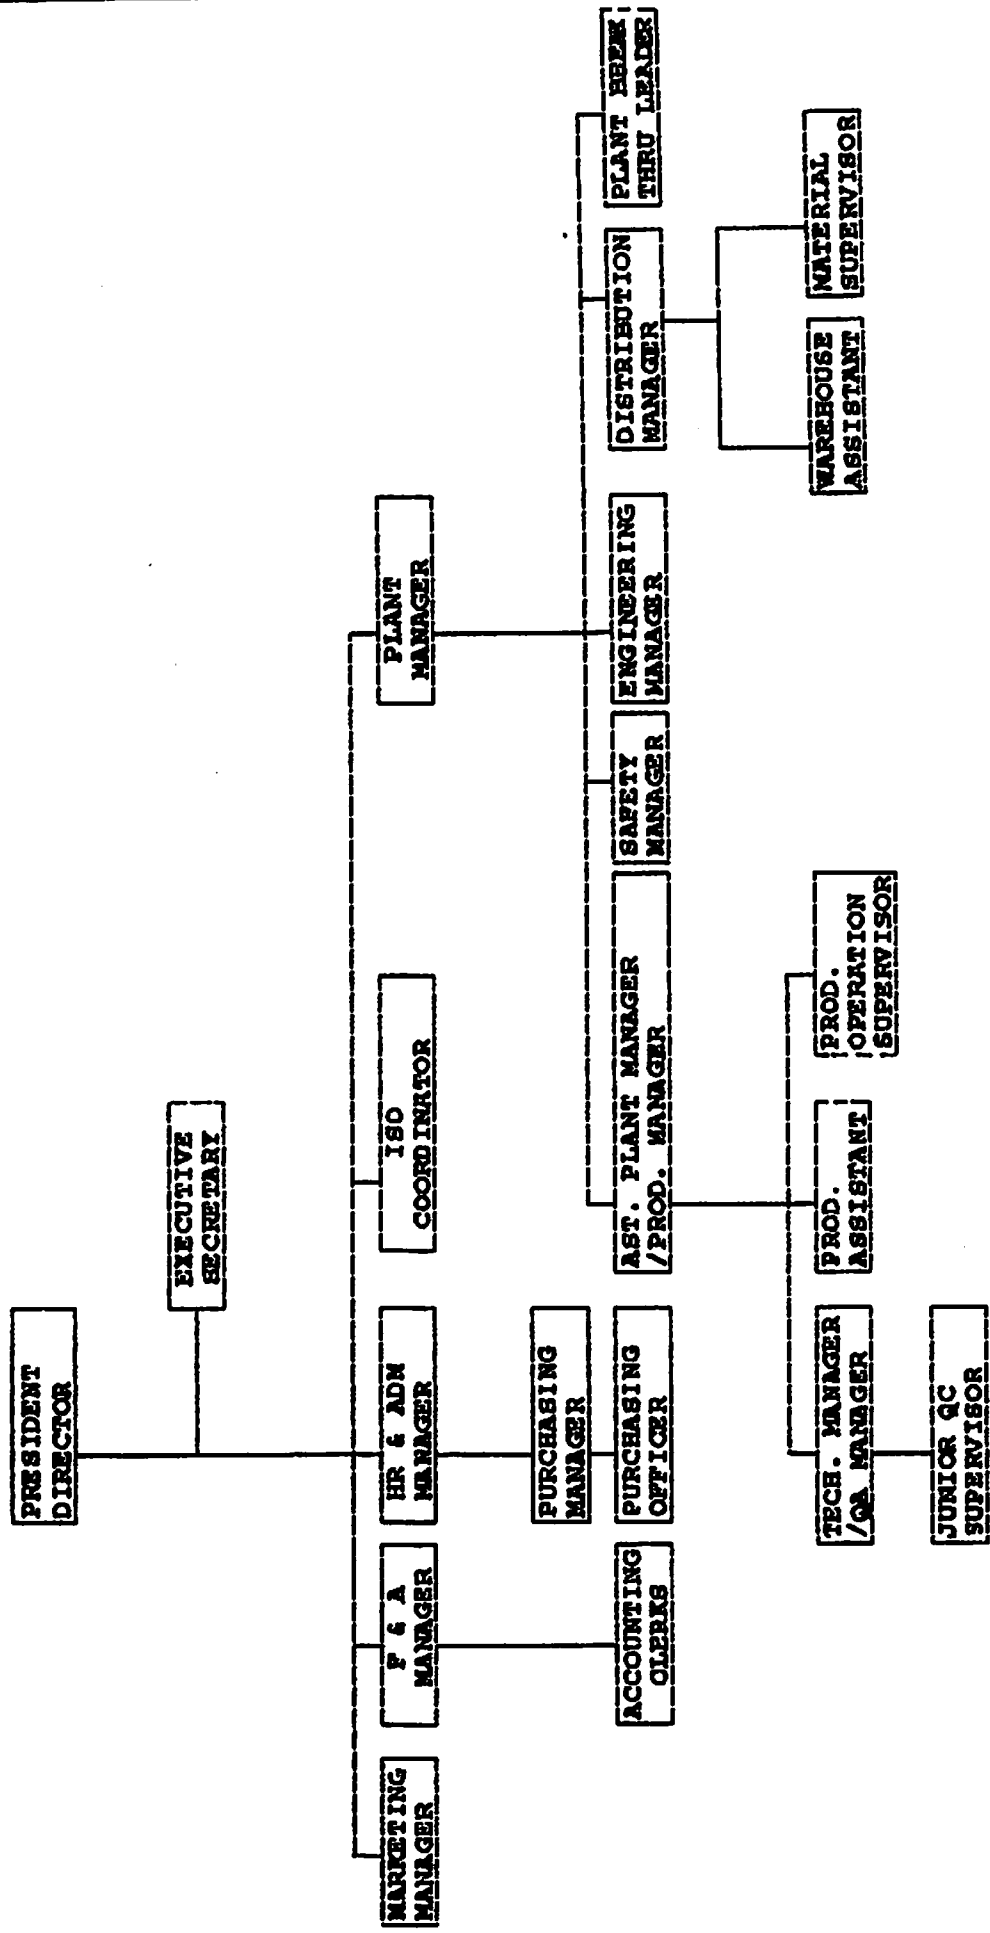 PRESIDENT
DIRECTOR
EXECUTIVE
SECRETARY
MARKETING
MANAGER
F & A
MANAGER
HR & ADM
MANAGER
ISO
COORDINATOR
PLANT
MANAGER
PURCHASING
MANAGER
ACCOUNTING
CLERKS
PURCHASING
OFFICER
AST. PLANT MANAGER
/PROD. MANAGER
SAFETY
MANAGER
ENGINEERING
MANAGER
DISTRIBUTION
MANAGER
PLANT BREAK
THRU LEADER
TECH. MANAGER
/QA MANAGER
PROD.
ASSISTANT
PROD.
OPERATION
SUPERVISOR
WAREHOUSE
ASSISTANT
MATERIAL
SUPERVISOR
JUNIOR QC
SUPERVISOR